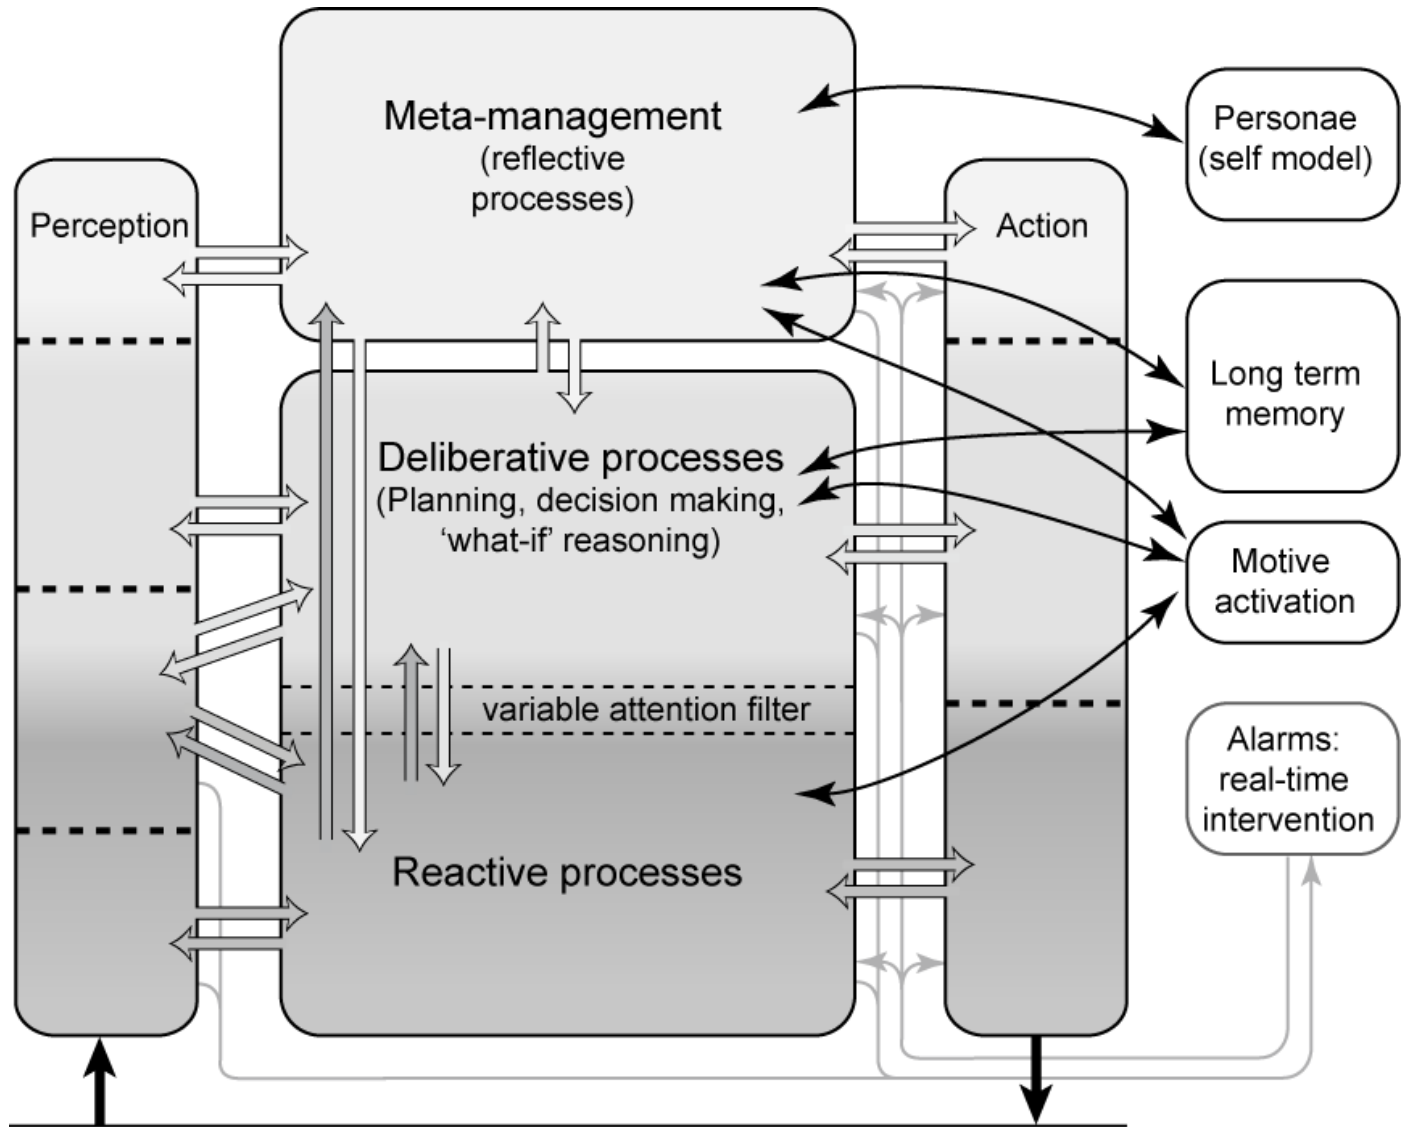 Meta-management
(reflective
processes)
Personae
(self model)
Perception
Action
Long term
memory
Deliberative processes
(Planning, decision making,
‘what-if’ reasoning)
Motive
activation
variable attention filter
Alarms:
real-time
intervention
Reactive processes